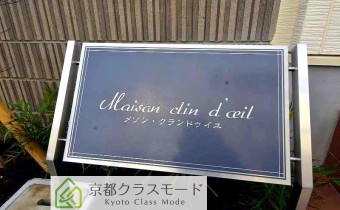 Maison clin d'œil
メゾン・クランドゥイユ
京都クラスモード
Kyoto Class Mode